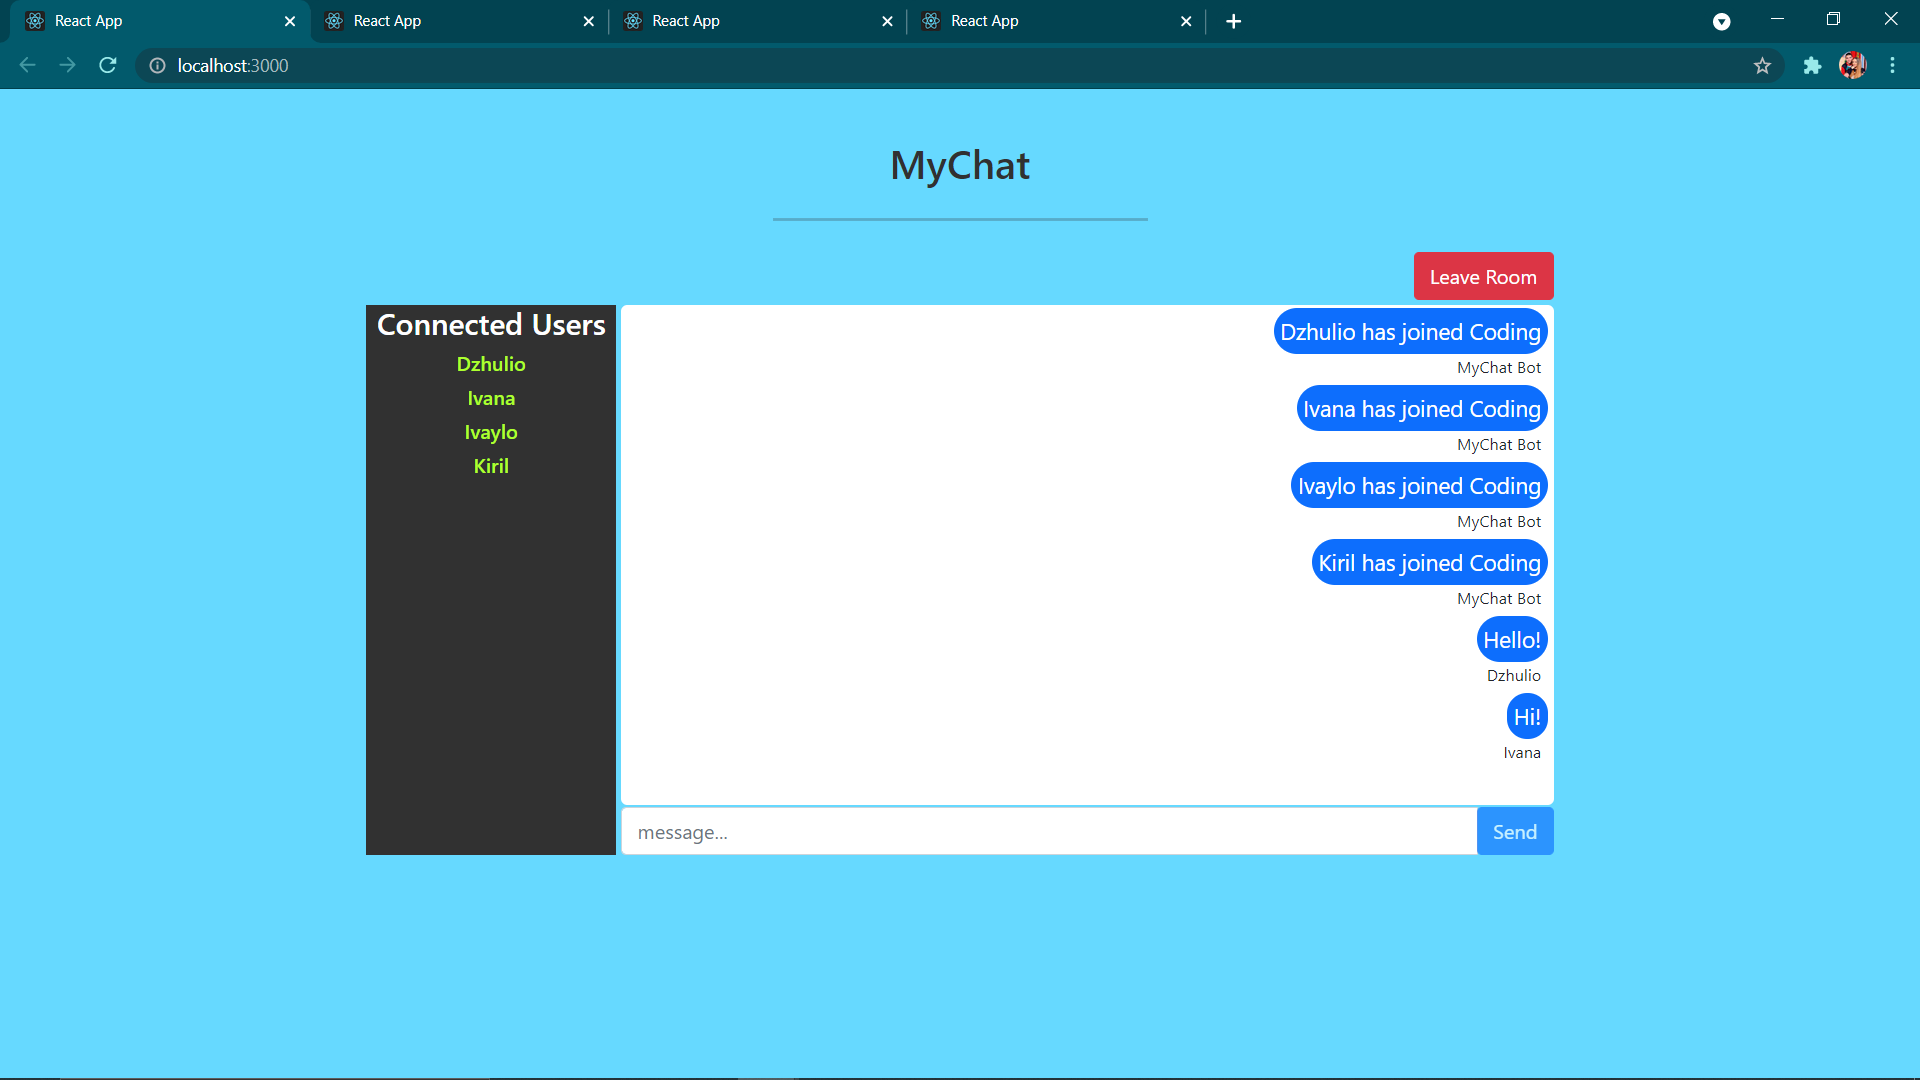 React App
React App
React App
React App
localhost:3000
MyChat
Leave Room
Connected Users
Dzhulio
Ivana
Ivaylo
Kiril
Dzhulio has joined Coding
MyChat Bot
Ivana has joined Coding
MyChat Bot
Ivaylo has joined Coding
MyChat Bot
Kiril has joined Coding
MyChat Bot
Hello!
Dzhulio
Hi!
Ivana
message...
Send